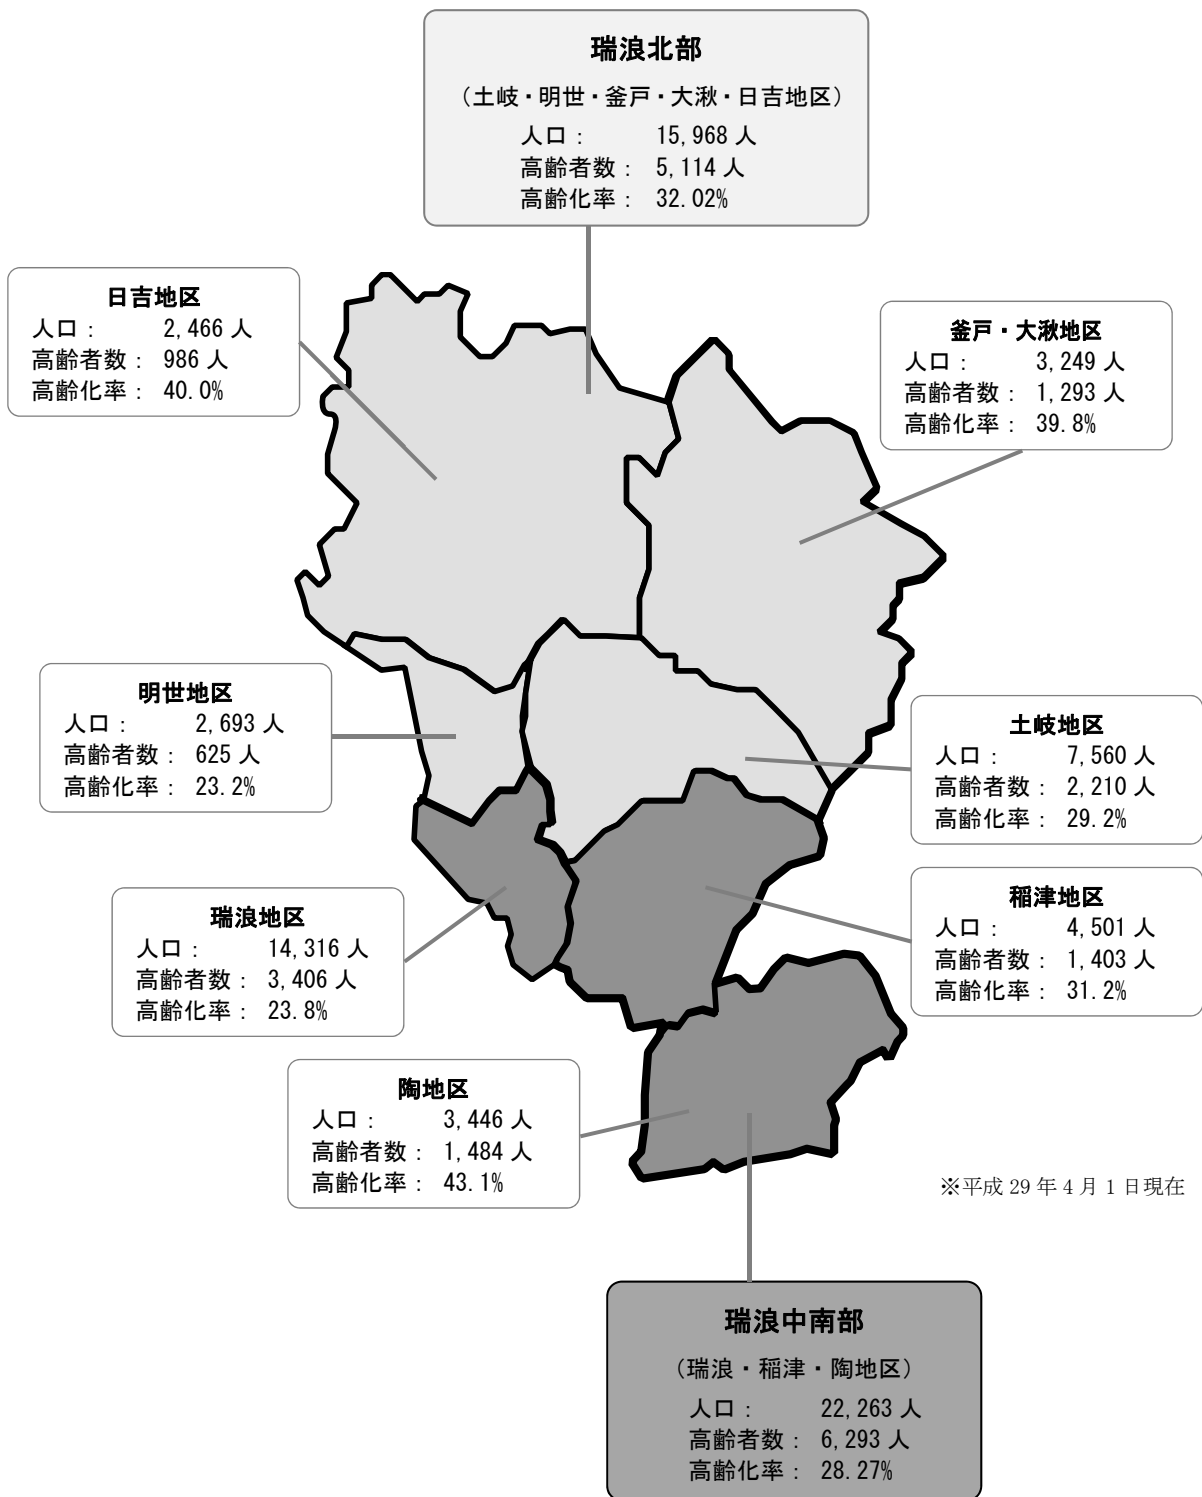 瑞浪北部
（土岐・明世・釜戸・大湫・日吉地区）
人口： 15,968 人
高齢者数： 5,114 人
高齢化率： 32.02%
日吉地区
人口： 2,466 人
高齢者数： 986 人
高齢化率： 40.0%
釜戸・大湫地区
人口： 3,249 人
高齢者数： 1,293 人
高齢化率： 39.8%
明世地区
人口： 2,693 人
高齢者数： 625 人
高齢化率： 23.2%
土岐地区
人口： 7,560 人
高齢者数： 2,210 人
高齢化率： 29.2%
瑞浪地区
人口： 14,316 人
高齢者数： 3,406 人
高齢化率： 23.8%
稲津地区
人口： 4,501 人
高齢者数： 1,403 人
高齢化率： 31.2%
陶地区
人口： 3,446 人
高齢者数： 1,484 人
高齢化率： 43.1%
※平成 29 年 4 月 1 日現在
瑞浪中南部
（瑞浪・稲津・陶地区）
人口： 22,263 人
高齢者数： 6,293 人
高齢化率： 28.27%